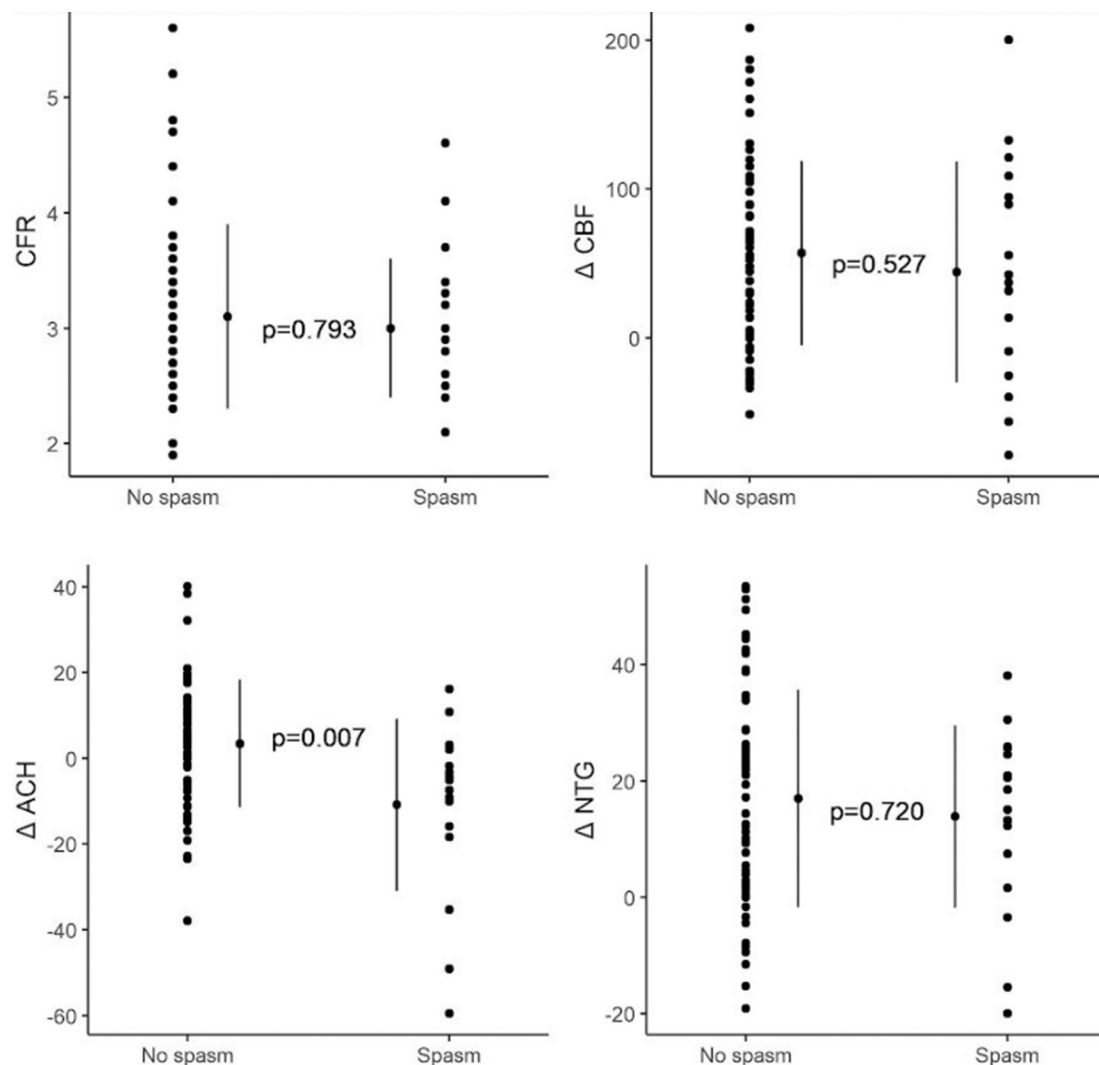 CFR
5
4
3
2
p=0.793
No spasm
Spasm
Δ CBF
200
100
0
p=0.527
No spasm
Spasm
Δ ACH
40
20
0
-20
-40
-60
p=0.007
No spasm
Spasm
Δ NTG
40
20
0
-20
p=0.720
No spasm
Spasm